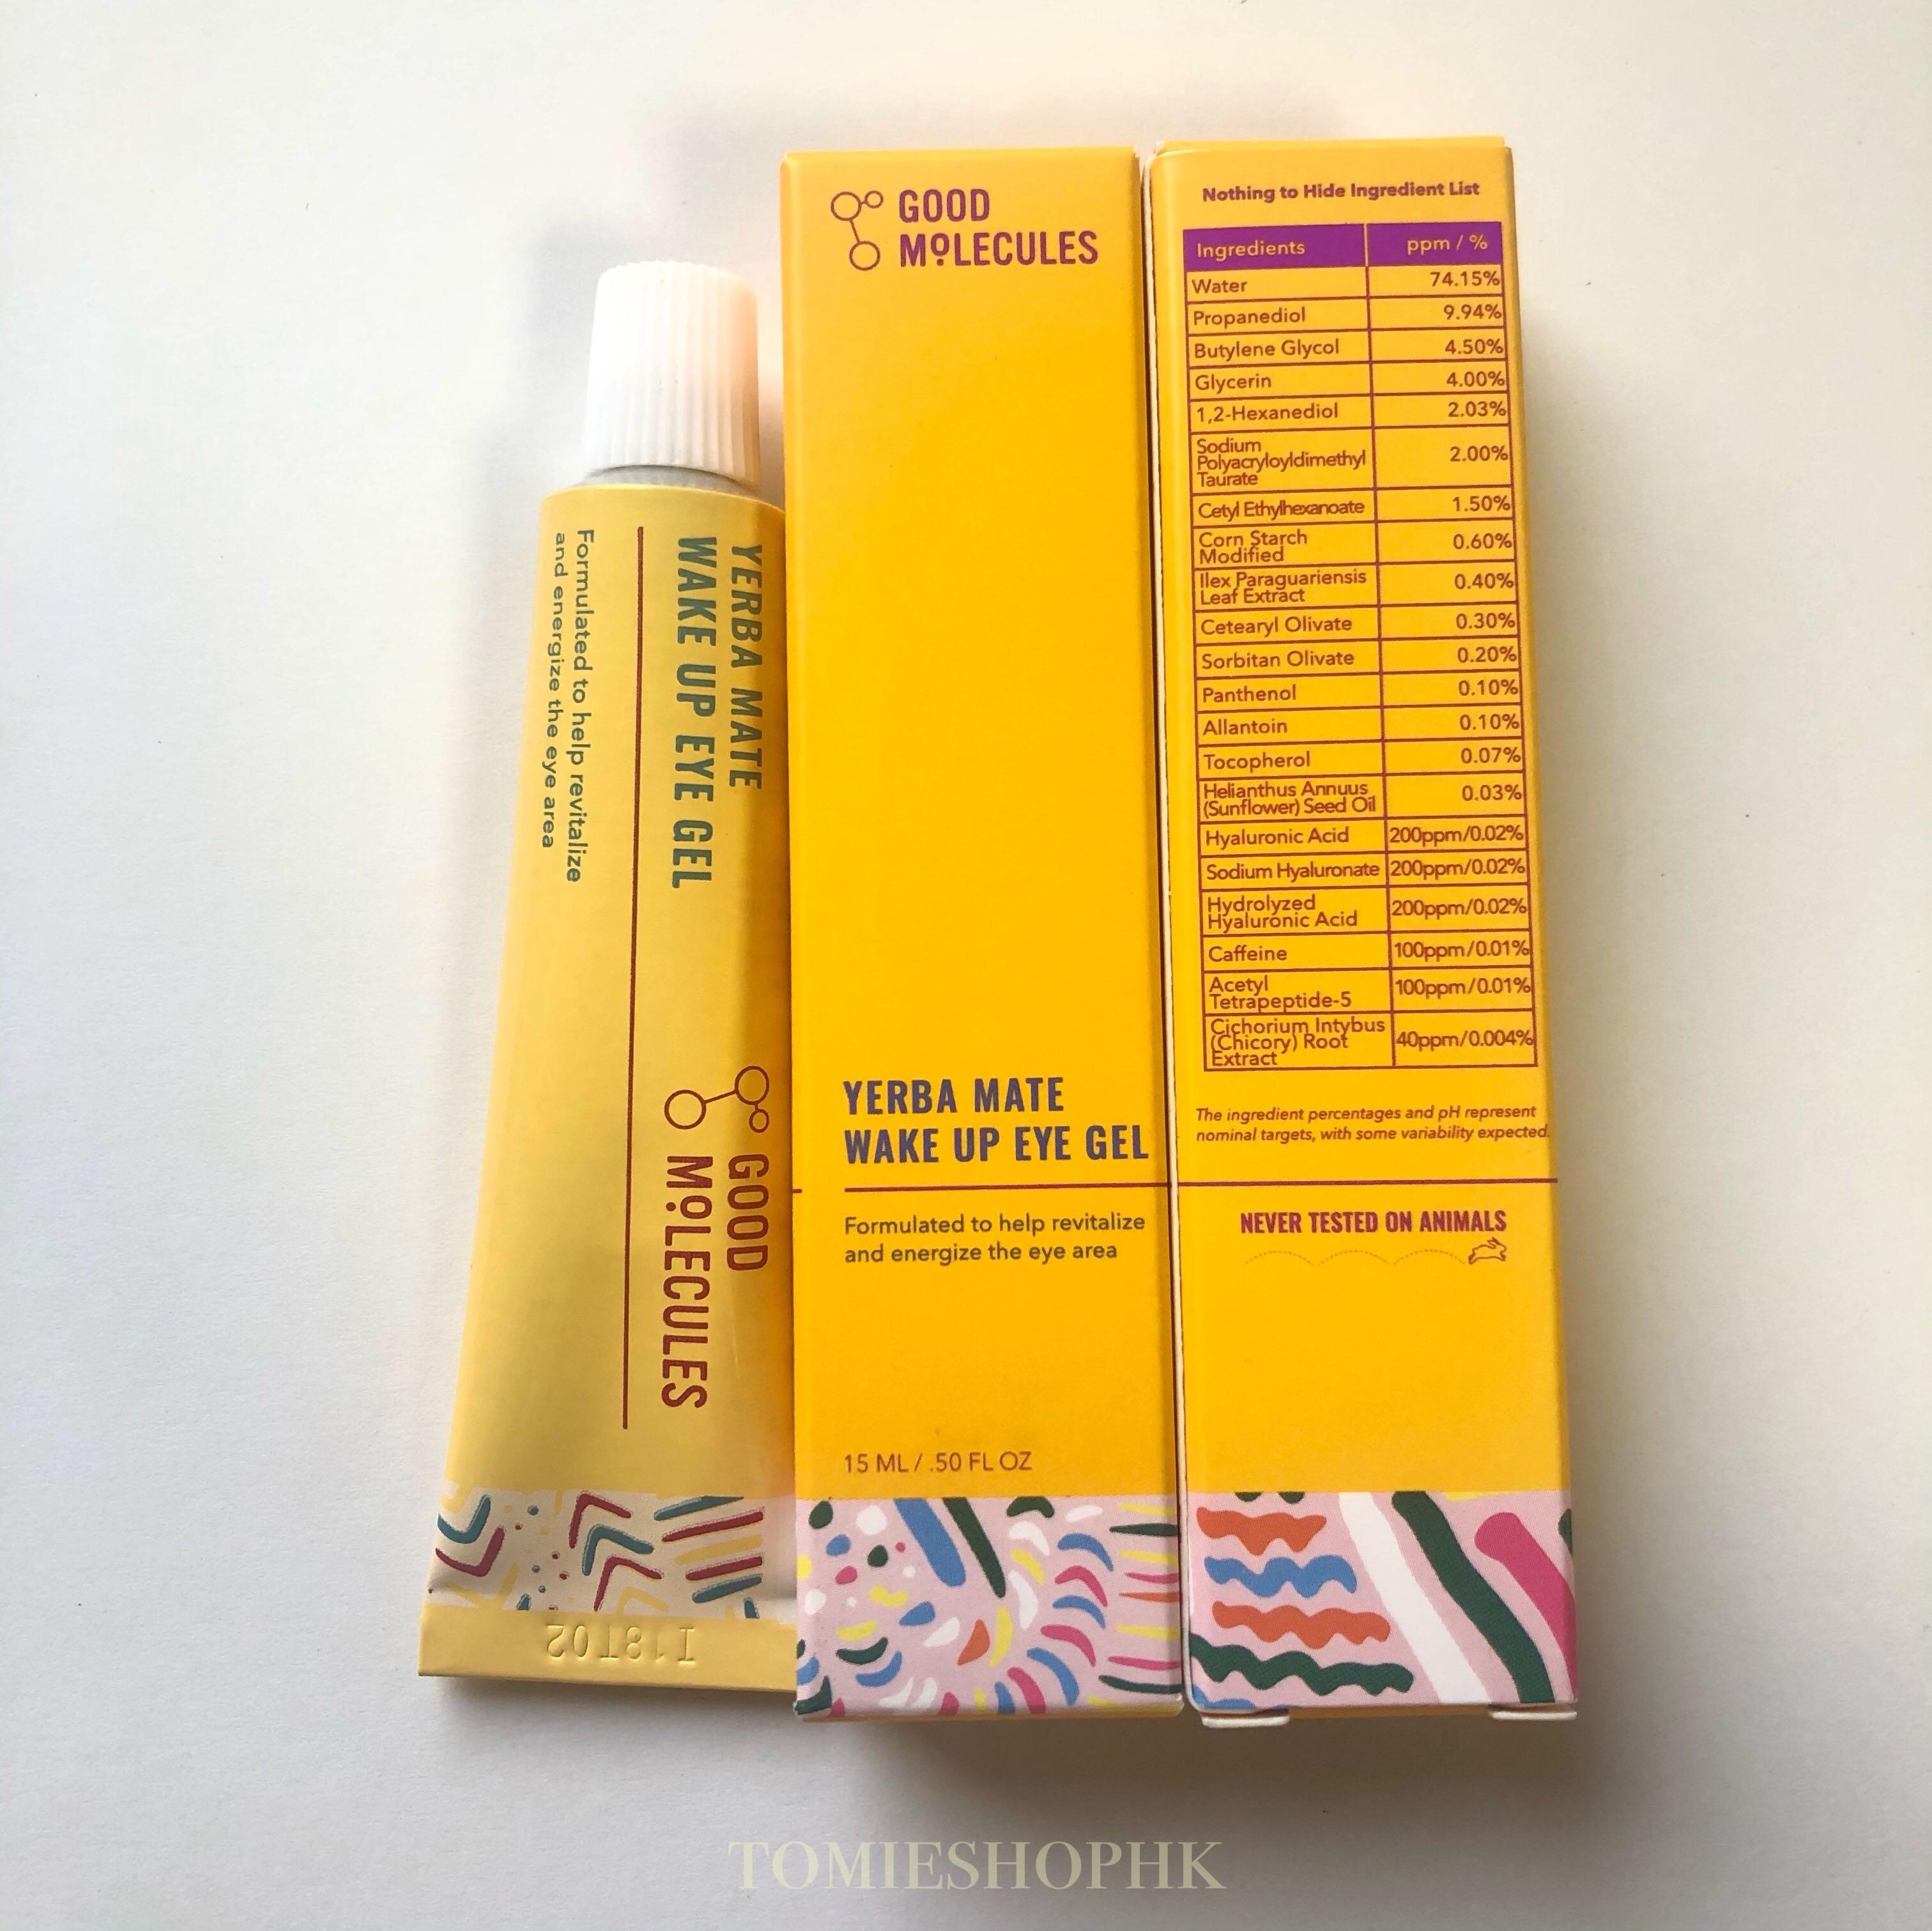 YERBA MATE
WAKE UP EYE GEL
Formulated to help revitalize
and energize the eye area
GOOD
MOLECULES
I18T02
GOOD
MOLECULES
YERBA MATE
WAKE UP EYE GEL
Formulated to help revitalize
and energize the eye area
15 ML / .50 FL OZ
Nothing to Hide Ingredient List
Ingredients ppm / %
Water 74.15%
Propanediol 9.94%
Butylene Glycol 4.50%
Glycerin 4.00%
1,2-Hexanediol 2.03%
Sodium
Polyacryloyldimethyl
Taurate 2.00%
Cetyl Ethylhexanoate 1.50%
Corn Starch
Modified 0.60%
Ilex Paraguariensis
Leaf Extract 0.40%
Cetearyl Olivate 0.30%
Sorbitan Olivate 0.20%
Panthenol 0.10%
Allantoin 0.10%
Tocopherol 0.07%
Helianthus Annuus
(Sunflower) Seed Oil 0.03%
Hyaluronic Acid 200ppm/0.02%
Sodium Hyaluronate 200ppm/0.02%
Hydrolyzed
Hyaluronic Acid 200ppm/0.02%
Caffeine 100ppm/0.01%
Acetyl
Tetrapeptide-5 100ppm/0.01%
Cichorium Intybus
(Chicory) Root
Extract 40ppm/0.004%
The ingredient percentages and pH represent
nominal targets, with some variability expected.
NEVER TESTED ON ANIMALS
TOMIESHOPHK